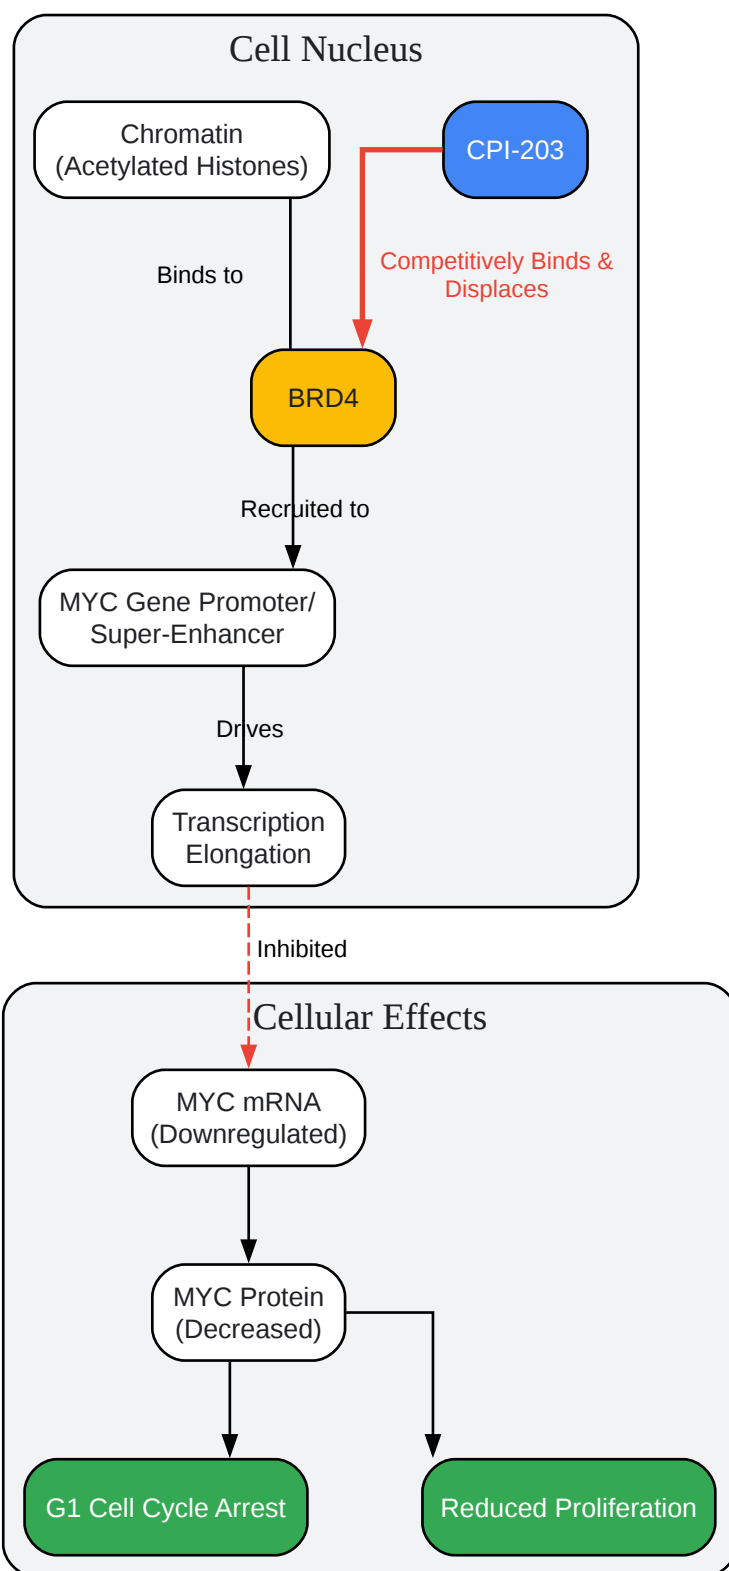 Cell Nucleus
Chromatin
(Acetylated Histones)
CPI-203
Binds to
Competitively Binds &
Displaces
BRD4
Recruited to
MYC Gene Promoter/
Super-Enhancer
Drives
Transcription
Elongation
Inhibited
Cellular Effects
MYC mRNA
(Downregulated)
MYC Protein
(Decreased)
G1 Cell Cycle Arrest
Reduced Proliferation